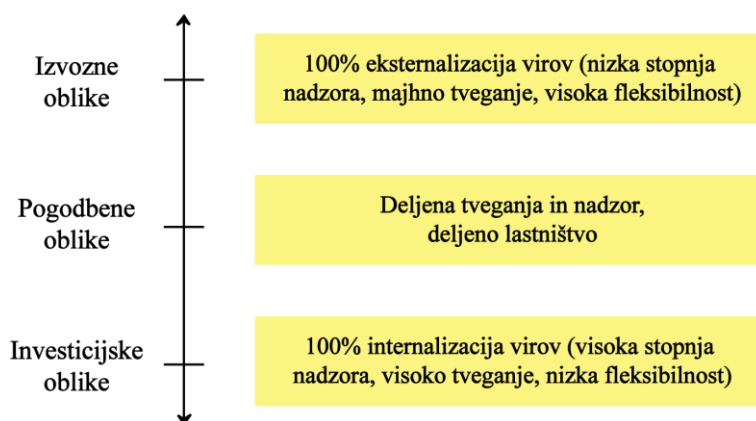 Izvozne
oblike
100% eksternalizacija virov (nizka stopnja
nadzora, majhno tveganje, visoka fleksibilnost)
Pogodbene
oblike
Deljena tveganja in nadzor,
deljeno lastništvo
Investicijske
oblike
100% internalizacija virov (visoka stopnja
nadzora, visoko tveganje, nizka fleksibilnost)